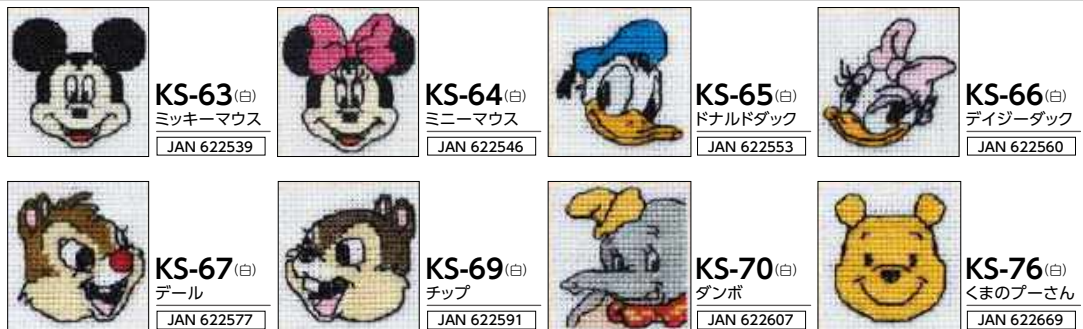 KS-63(白)
ミッキーマウス
JAN 622539
KS-64(白)
ミニーマウス
JAN 622546
KS-65(白)
ドナルドダック
JAN 622553
KS-66(白)
デイジーダック
JAN 622560
KS-67(白)
デール
JAN 622577
KS-69(白)
チップ
JAN 622591
KS-70(白)
ダンボ
JAN 622607
KS-76(白)
くまのプーさん
JAN 622669